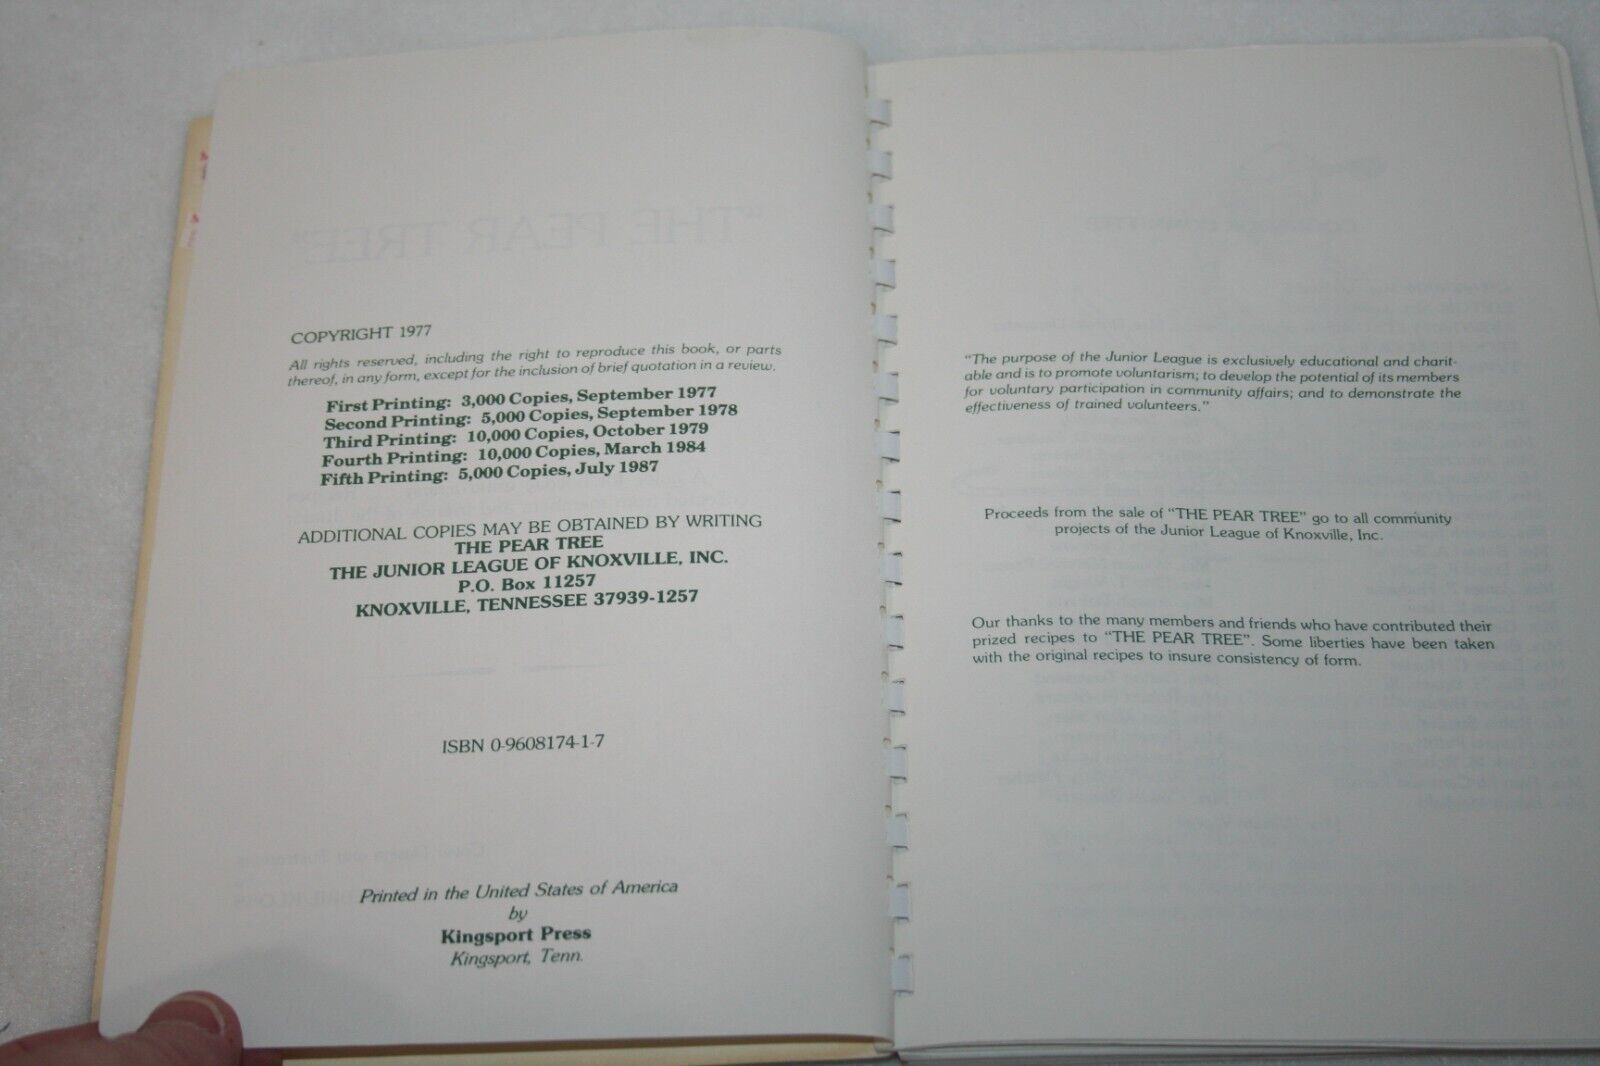 COPYRIGHT 1977
All rights reserved, including the right to reproduce this book, or parts
thereof, in any form, except for the inclusion of brief quotation in a review.
First Printing: 3,000 Copies, September 1977
Second Printing: 5,000 Copies, September 1978
Third Printing: 10,000 Copies, October 1979
Fourth Printing: 10,000 Copies, March 1984
Fifth Printing: 5,000 Copies, July 1987
ADDITIONAL COPIES MAY BE OBTAINED BY WRITING
THE PEAR TREE
THE JUNIOR LEAGUE OF KNOXVILLE, INC.
P.O. Box 11257
KNOXVILLE, TENNESSEE 37939-1257
ISBN 0-9608174-1-7
Printed in the United States of America
by
Kingsport Press
Kingsport, Tenn.
"The purpose of the Junior League is exclusively educational and charit-
able and is to promote voluntarism; to develop the potential of its members
for voluntary participation in community affairs; and to demonstrate the
effectiveness of trained volunteers."
Proceeds from the sale of "THE PEAR TREE" go to all community
projects of the Junior League of Knoxville, Inc.
Our thanks to the many members and friends who have contributed their
prized recipes to "THE PEAR TREE". Some liberties have been taken
with the original recipes to insure consistency of form.